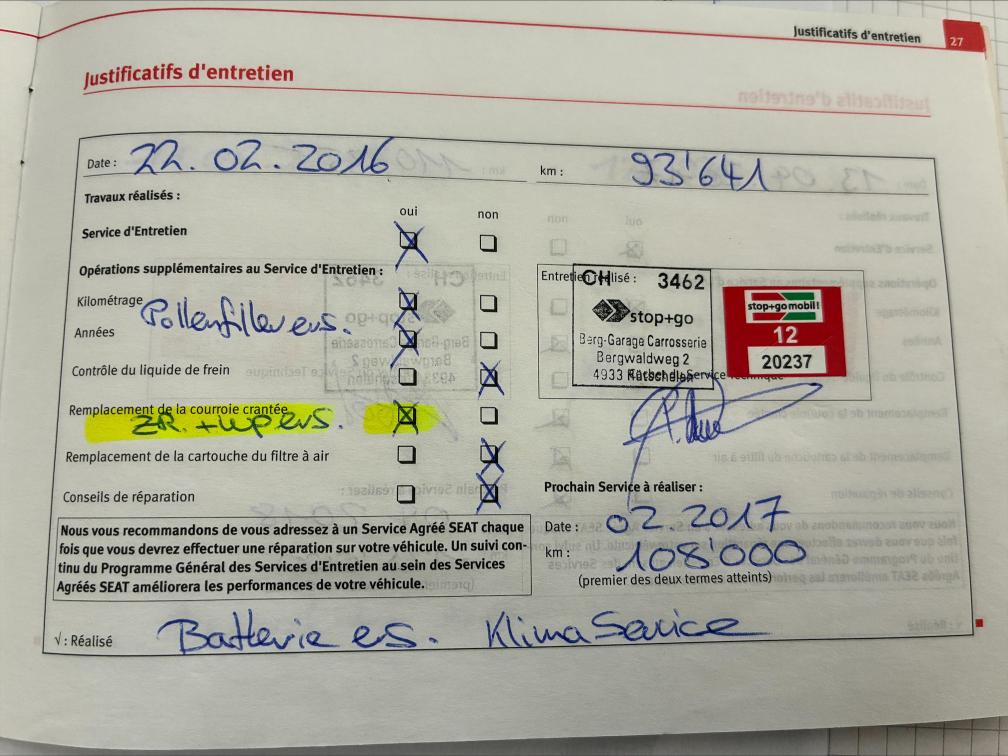 Justificatifs d'entretien 27
Justificatifs d'entretien
Date : 22.02.2016 km : 93'641
Travaux réalisés :
oui non
Service d'Entretien
Opérations supplémentaires au Service d'Entretien :
Kilométrage
Pollenfilter ers.
Années
Contrôle du liquide de frein
Remplacement de la courroie crantée
ZR. + Wp ers.
Remplacement de la cartouche du filtre à air
Conseils de réparation
Nous vous recommandons de vous adressez à un Service Agréé SEAT chaque
fois que vous devrez effectuer une réparation sur votre véhicule. Un suivi con-
tinu du Programme Général des Services d'Entretien au sein des Services
Agréés SEAT améliorera les performances de votre véhicule.
Entretien réalisé :
CH 3462
stop+go
Berg-Garage Carrosserie
Bergwaldweg 2
4933 Rütschelen
stop+go mobil!
12
20237
Cachet du Service Technique
Prochain Service à réaliser :
Date : 02.2017
km : 108'000
(premier des deux termes atteints)
√ : Réalisé Batterie ers. Klima Service